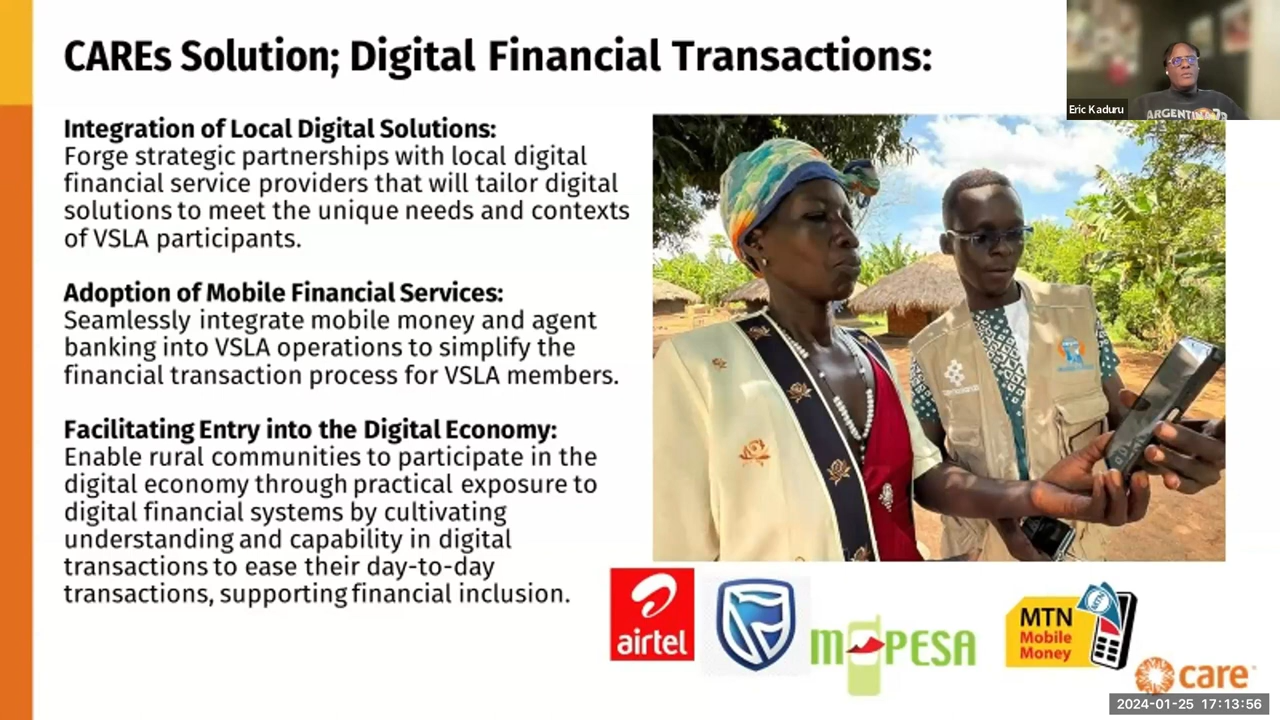 CAREs Solution; Digital Financial Transactions:
Eric Kaduru
ARGENTINA
Integration of Local Digital Solutions:
Forge strategic partnerships with local digital
financial service providers that will tailor digital
solutions to meet the unique needs and contexts
of VSLA participants.
Adoption of Mobile Financial Services:
Seamlessly integrate mobile money and agent
banking into VSLA operations to simplify the
financial transaction process for VSLA members.
Facilitating Entry into the Digital Economy:
Enable rural communities to participate in the
digital economy through practical exposure to
digital financial systems by cultivating
understanding and capability in digital
transactions to ease their day-to-day
transactions, supporting financial inclusion.
airtel
M-PESA
MTN
Mobile
Money
MTN
care
2024-01-25 17:13:56